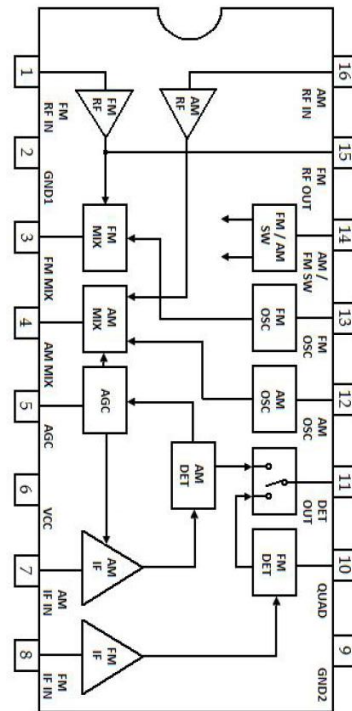 1
FM
RF IN
2
GND1
3
FM MIX
4
AM MIX
5
AGC
6
VCC
7
AM
IF IN
8
FM
IF IN
16
AM
RF IN
15
FM
RF OUT
14
AM /
FM SW
13
FM
OSC
12
AM
OSC
11
DET
OUT
10
QUAD
9
GND2
FM
RF
AM
RF
FM
MIX
FM / AM
SW
AM
MIX
FM
OSC
AGC
AM
OSC
AM
DET
FM
DET
AM
IF
FM
IF